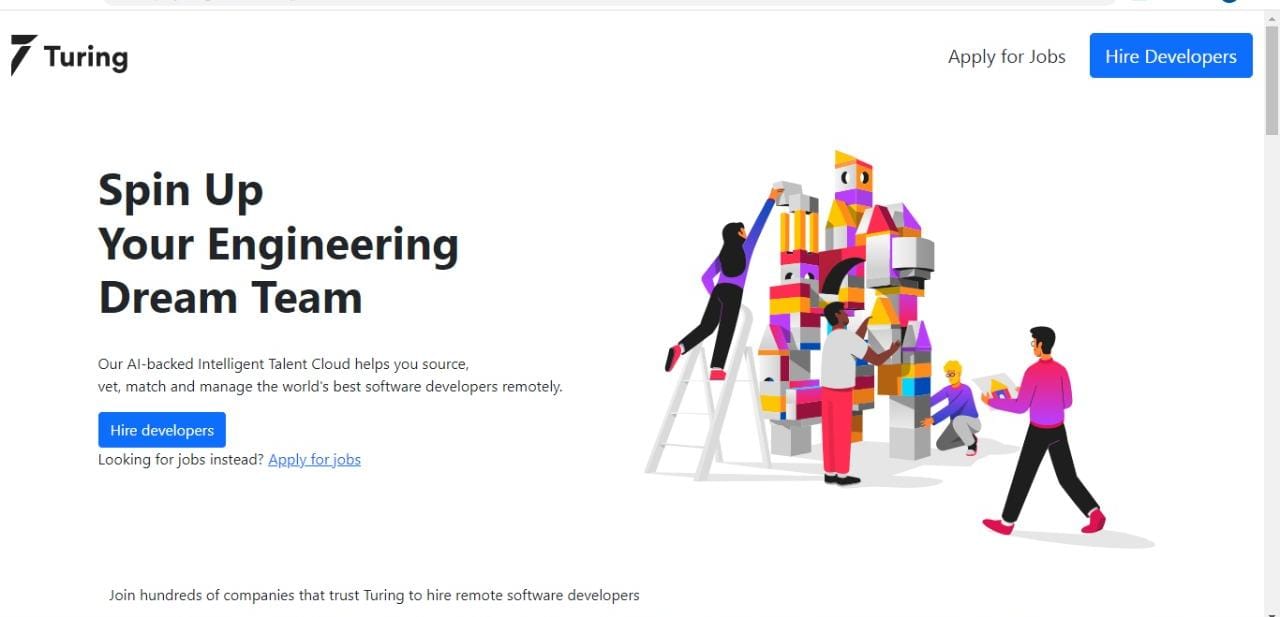 Turing
Apply for Jobs
Hire Developers
Spin Up
Your Engineering
Dream Team
Our AI-backed Intelligent Talent Cloud helps you source,
vet, match and manage the world's best software developers remotely.
Hire developers
Looking for jobs instead? Apply for jobs
Join hundreds of companies that trust Turing to hire remote software developers